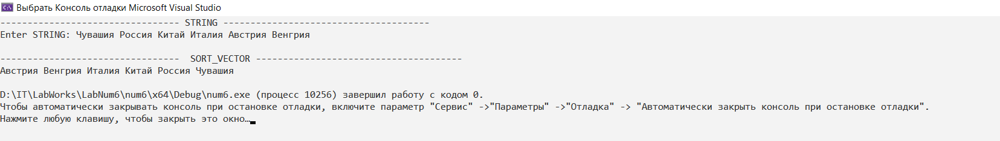 Выбрать Консоль отладки Microsoft Visual Studio
--------------------------------- STRING --------------------------------------
Enter STRING: Чувашия Россия Китай Италия Австрия Венгрия
---------------------------------  SORT_VECTOR --------------------------------------
Австрия Венгрия Италия Китай Россия Чувашия
D:\IT\LabWorks\LabNum6\num6\x64\Debug\num6.exe (процесс 10256) завершил работу с кодом 0.
Чтобы автоматически закрывать консоль при остановке отладки, включите параметр "Сервис" ->"Параметры" ->"Отладка" -> "Автоматически закрыть консоль при остановке отладки".
Нажмите любую клавишу, чтобы закрыть это окно…